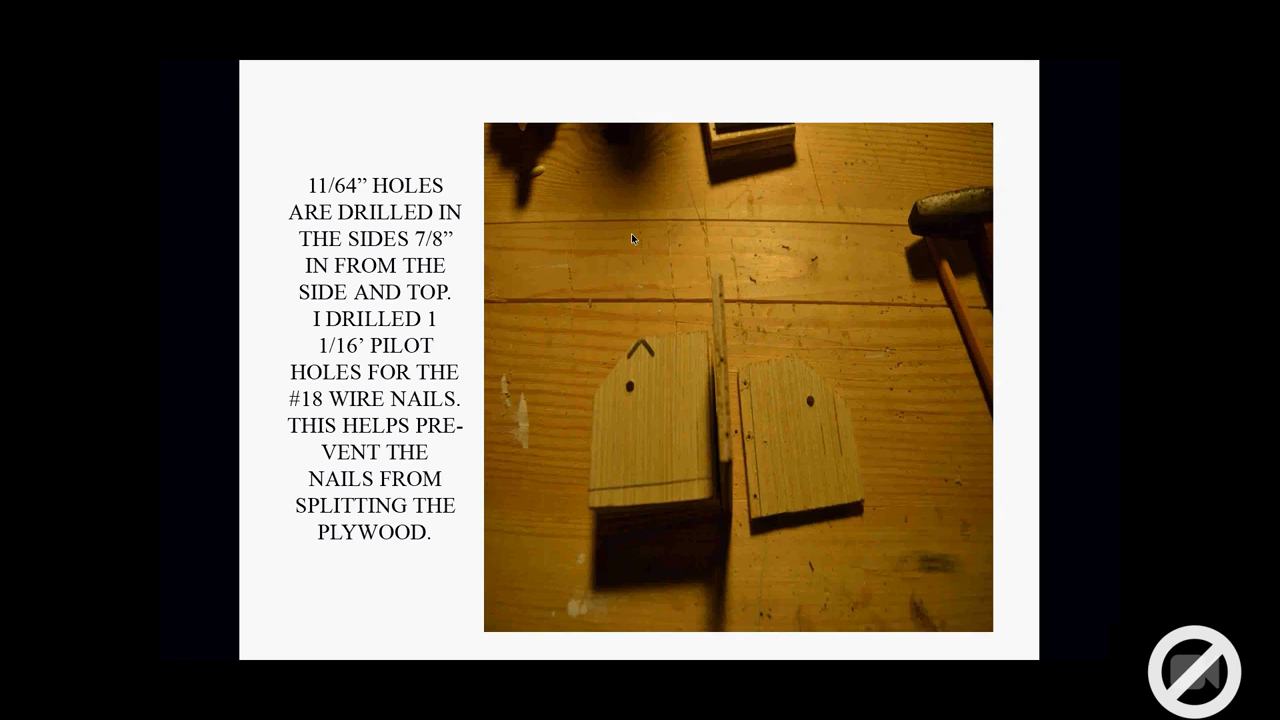 11/64” HOLES
ARE DRILLED IN
THE SIDES 7/8”
IN FROM THE
SIDE AND TOP.
I DRILLED 1
1/16’ PILOT
HOLES FOR THE
#18 WIRE NAILS.
THIS HELPS PRE-
VENT THE
NAILS FROM
SPLITTING THE
PLYWOOD.